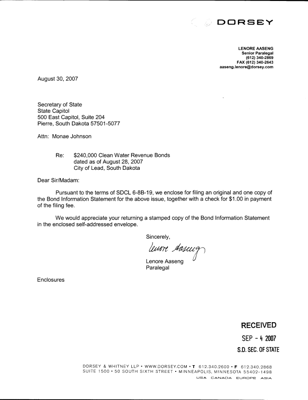 DORSEY
LENORE AASENG
Senior Paralegal
(612) 340-2669
FAX (612) 340-2643
aaseng.lenore@dorsey.com
August 30, 2007
Secretary of State
State Capitol
500 East Capitol, Suite 204
Pierre, South Dakota 57501-5077
Attn: Monae Johnson
Re: $240,000 Clean Water Revenue Bonds
dated as of August 28, 2007
City of Lead, South Dakota
Dear Sir/Madam:
Pursuant to the terms of SDCL 6-8B-19, we enclose for filing an original and one copy of
the Bond Information Statement for the above issue, together with a check for $1.00 in payment
of the filing fee.
We would appreciate your returning a stamped copy of the Bond Information Statement
in the enclosed self-addressed envelope.
Sincerely,
Lenore Aaseng
Lenore Aaseng
Paralegal
Enclosures
RECEIVED
SEP - 4 2007
S.D. SEC. OF STATE
DORSEY & WHITNEY LLP • WWW.DORSEY.COM • T 612.340.2600 • F 612.340.2868
SUITE 1500 • 50 SOUTH SIXTH STREET • MINNEAPOLIS, MINNESOTA 55402-1498
USA CANADA EUROPE ASIA